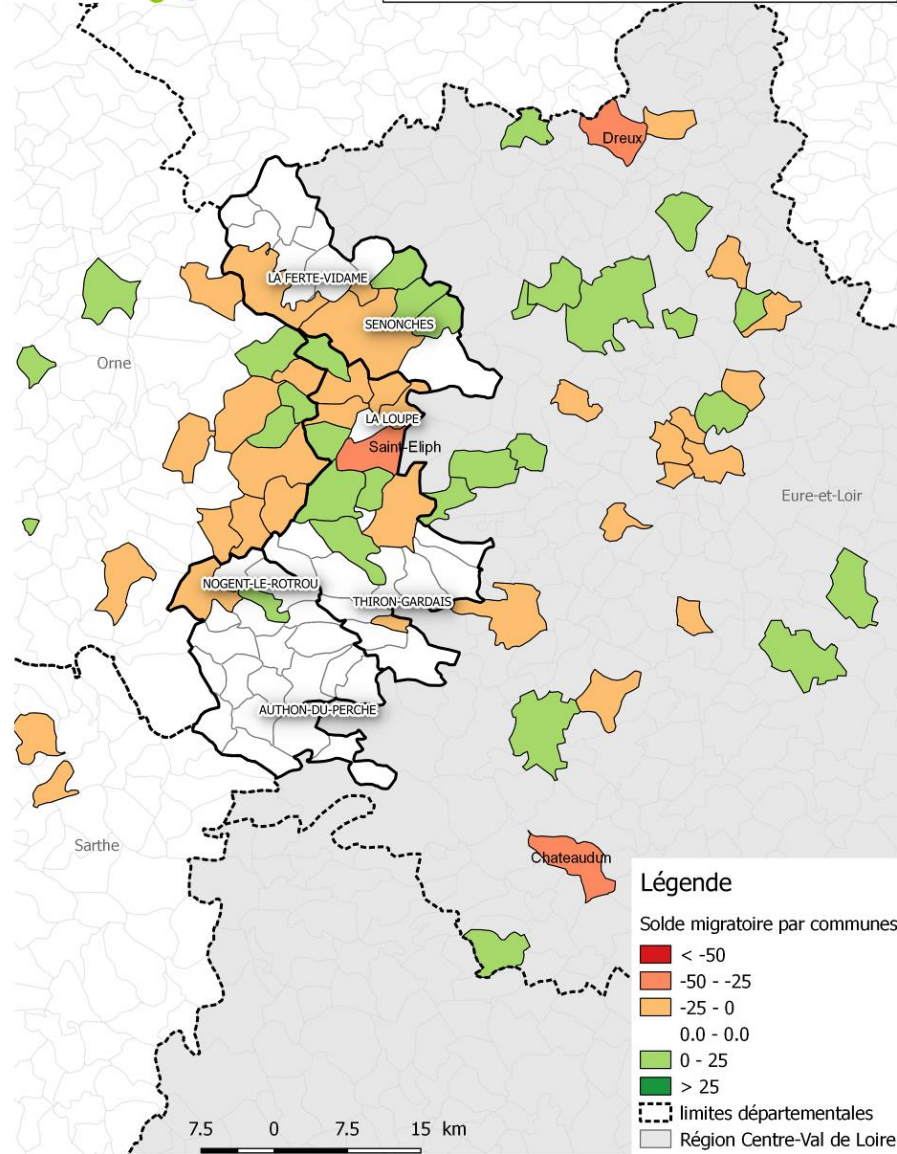 Dreux
LA FERTE-VIDAME
SENONCHES
Orne
LA LOUPE
Saint-Eliph
Eure-et-Loir
NOGENT-LE-ROTROU
THIRON-GARDAIS
AUTHON-DU-PERCHE
Sarthe
Chateaudun
Légende
Solde migratoire par communes
< -50
-50 - -25
-25 - 0
0.0 - 0.0
0 - 25
> 25
limites départementales
Région Centre-Val de Loire
7.5 0 7.5 15 km